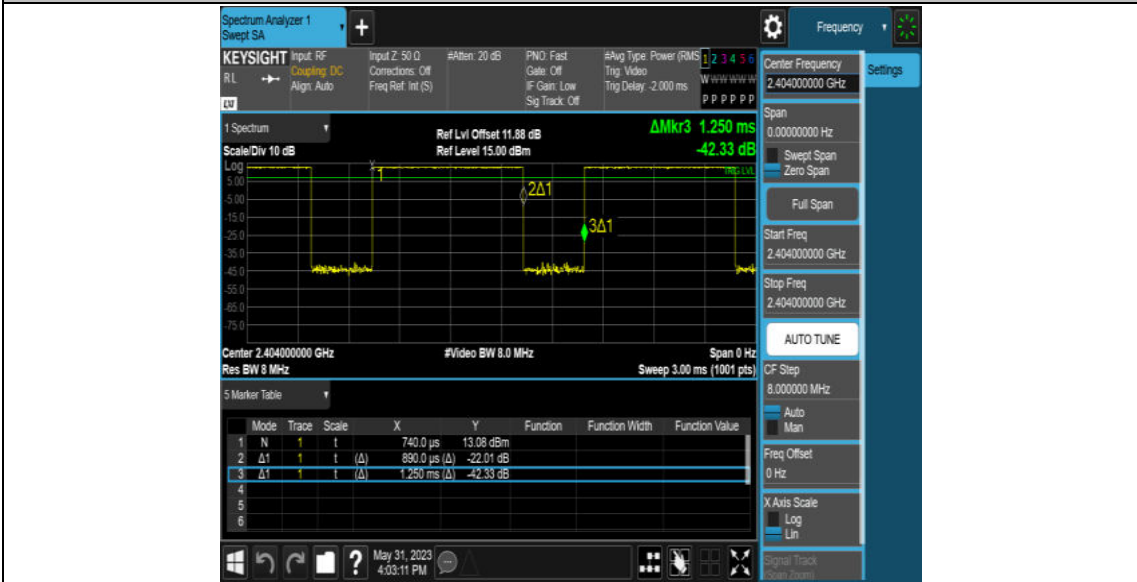 Spectrum Analyzer 1
Swept SA
+
Frequency
KEYSIGHT
RL
LXI
Input: RF
Coupling: DC
Align: Auto
Input Z: 50 Ω
Corrections: Off
Freq Ref: Int (S)
#Atten: 20 dB
PNO: Fast
Gate: Off
IF Gain: Low
Sig Track: Off
#Avg Type: Power (RMS
Trig: Video
Trig Delay: -2.000 ms
1 2 3 4 5 6
W W W W W W
P P P P P P
1 Spectrum
Scale/Div 10 dB
Ref Lvl Offset 11.88 dB
Ref Level 15.00 dBm
ΔMkr3 1.250 ms
-42.33 dB
Log
5.00
-5.00
-15.0
-25.0
-35.0
-45.0
-55.0
-65.0
-75.0
1
2Δ1
3Δ1
TRIG LVL
Center 2.404000000 GHz
#Video BW 8.0 MHz
Span 0 Hz
Res BW 8 MHz
Sweep 3.00 ms (1001 pts)
5 Marker Table
Mode Trace Scale X Y Function Function Width Function Value
1 N 1 t 740.0 µs 13.08 dBm
2 Δ1 1 t (Δ) 890.0 µs (Δ) -22.01 dB
3 Δ1 1 t (Δ) 1.250 ms (Δ) -42.33 dB
4
5
6
?
May 31, 2023
4:03:11 PM
Settings
Center Frequency
2.404000000 GHz
Span
0.00000000 Hz
Swept Span
Zero Span
Full Span
Start Freq
2.404000000 GHz
Stop Freq
2.404000000 GHz
AUTO TUNE
CF Step
8.000000 MHz
Auto
Man
Freq Offset
0 Hz
X Axis Scale
Log
Lin
Signal Track
(Span Zoom)